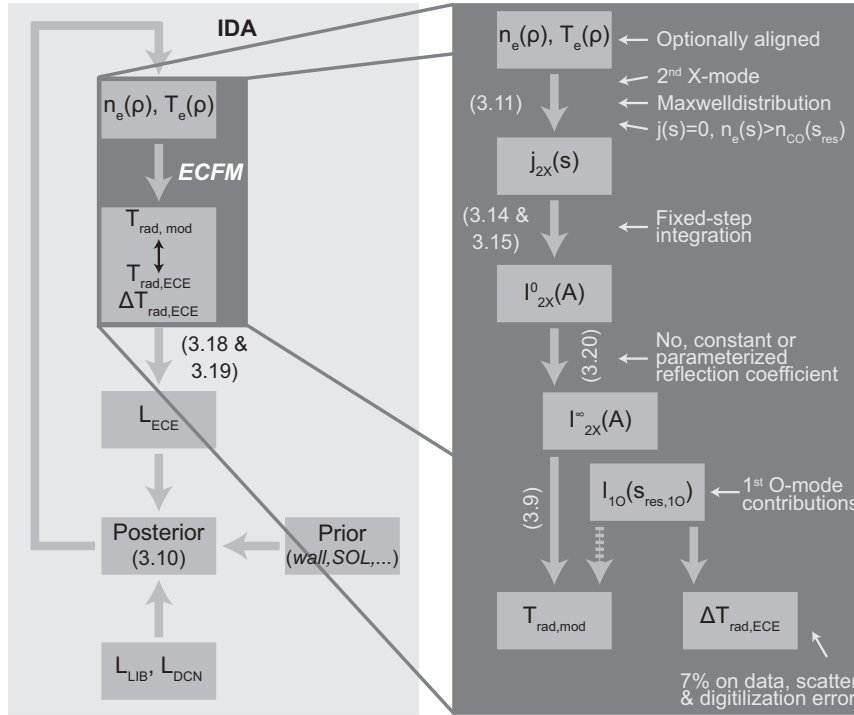 IDA
n_e(ρ), T_e(ρ)
ECFM
T_rad, mod
T_rad,ECE
ΔT_rad,ECE
(3.18 &
3.19)
L_ECE
Posterior
(3.10)
Prior
(wall,SOL,...)
L_LIB, L_DCN
n_e(ρ), T_e(ρ)
Optionally aligned
(3.11)
2nd X-mode
Maxwelldistribution
j(s)=0, n_e(s)>n_CO(s_res)
j_2X(s)
(3.14 &
3.15)
Fixed-step
integration
I^0_2X(A)
(3.20)
No, constant or
parameterized
reflection coefficient
I^∞_2X(A)
(3.9)
I_1O(s_res,1O)
1st O-mode
contributions
T_rad,mod
ΔT_rad,ECE
7% on data, scatter
& digitilization error